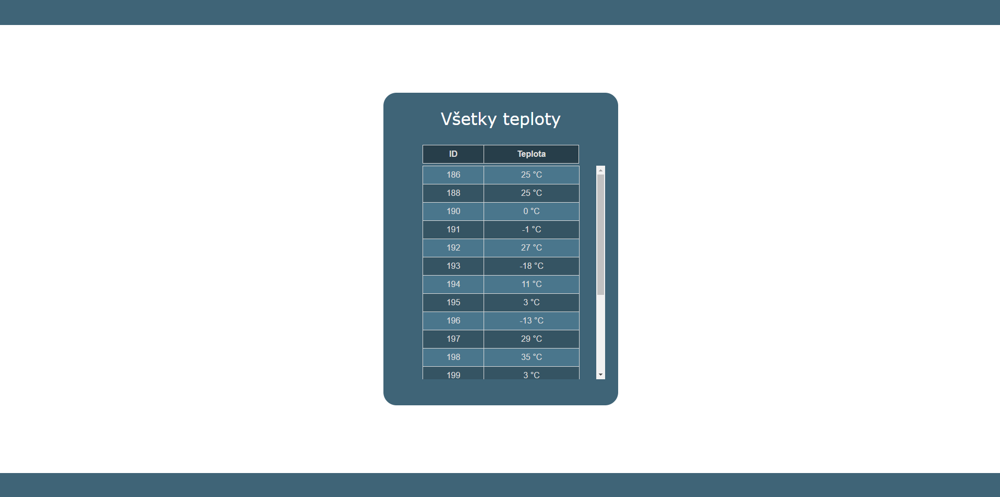 Všetky teploty
ID Teplota
186 25 °C
188 25 °C
190 0 °C
191 -1 °C
192 27 °C
193 -18 °C
194 11 °C
195 3 °C
196 -13 °C
197 29 °C
198 35 °C
199 3 °C